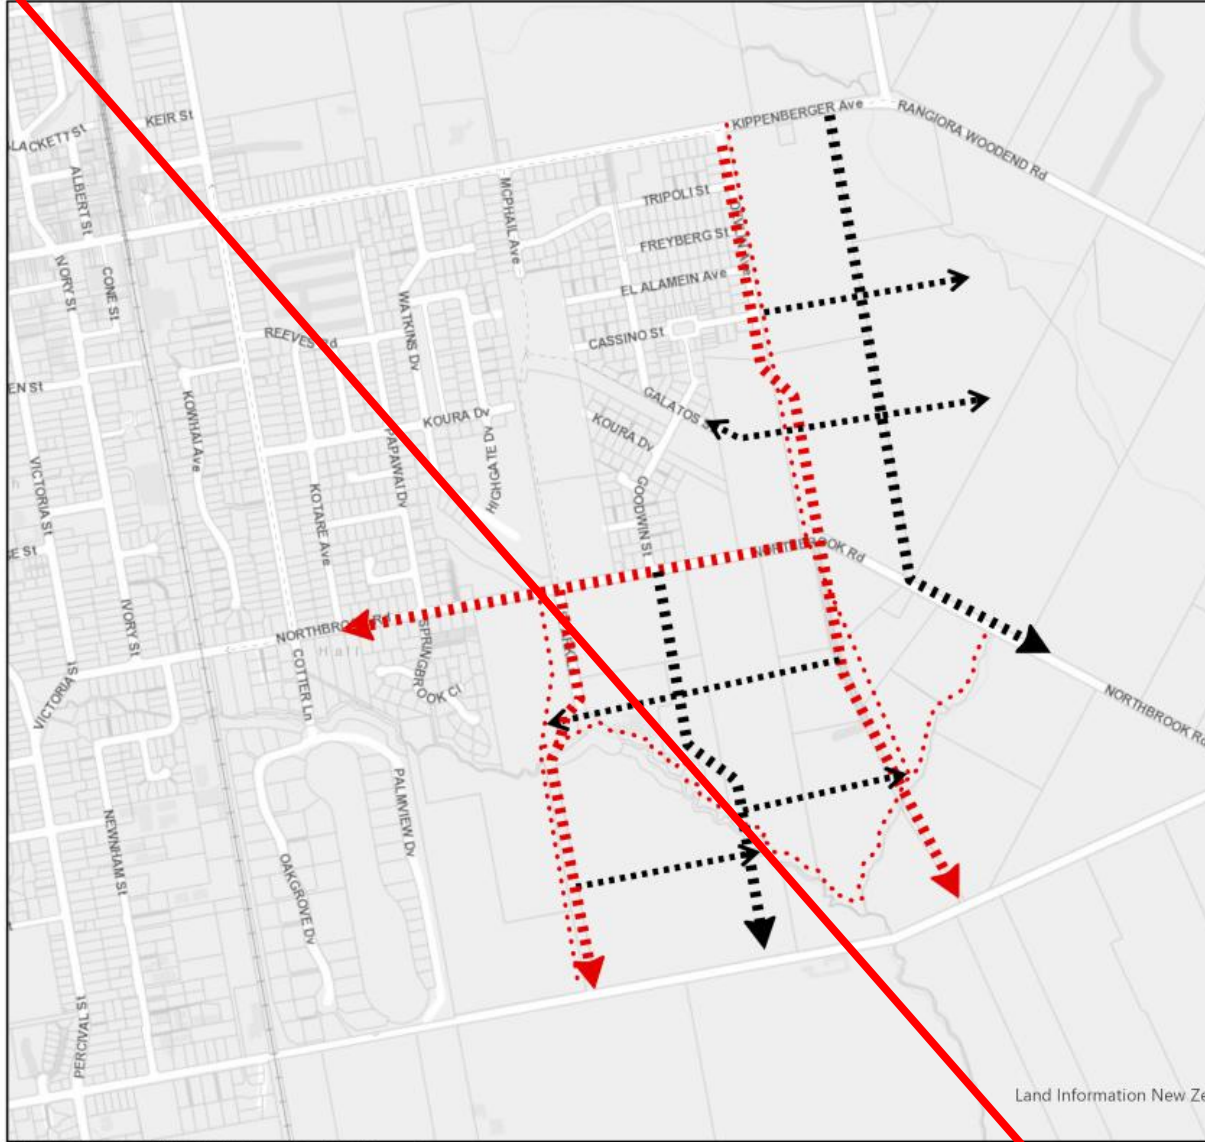 KIPPENBERGER Ave
RANGIORA WOODEND Rd
KEIR St
LACKETT St
ALBERT St
MCPHAIL Ave
TRIPOLI St
FREYBERG St
EL ALAMEIN Ave
IVORY St
CONE St
WATKINS Dv
REEVES Rd
CASSINO St
EN St
KOWHAI Ave
KOURA Dv
GALATOS
KOURA Dv
PAPAWAI Dv
HIGHGATE Dv
VICTORIA St
KOTARE Ave
GOODWIN St
NORTHBROOK Rd
SE St
IVORY St
NORTHBROOK Rd
Hall
SPRINGBROOK Cl
COTTER Ln
VICTORIA St
NORTHBROOK Rd
PALMVIEW Dv
NEWNHAM St
OAKGROVE Dv
PERCIVAL St
Land Information New Ze